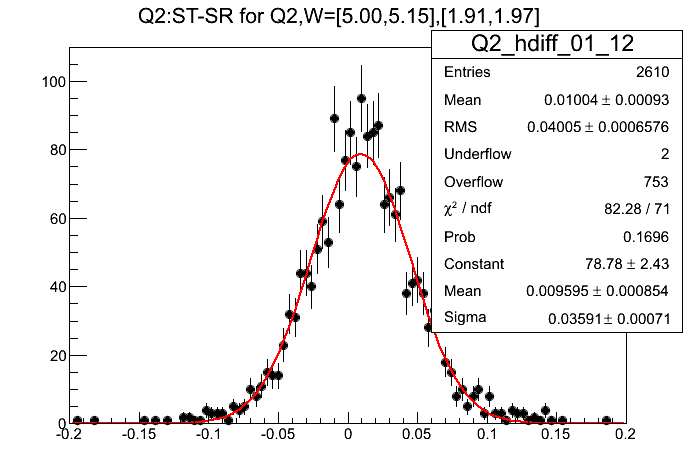 Q2:ST-SR for Q2,W=[5.00,5.15],[1.91,1.97]
Q2_hdiff_01_12
Entries 2610
Mean 0.01004 ± 0.00093
RMS 0.04005 ± 0.0006576
Underflow 2
Overflow 753
χ² / ndf 82.28 / 71
Prob 0.1696
Constant 78.78 ± 2.43
Mean 0.009595 ± 0.000854
Sigma 0.03591 ± 0.00071
100
80
60
40
20
0
-0.2 -0.15 -0.1 -0.05 0 0.05 0.1 0.15 0.2